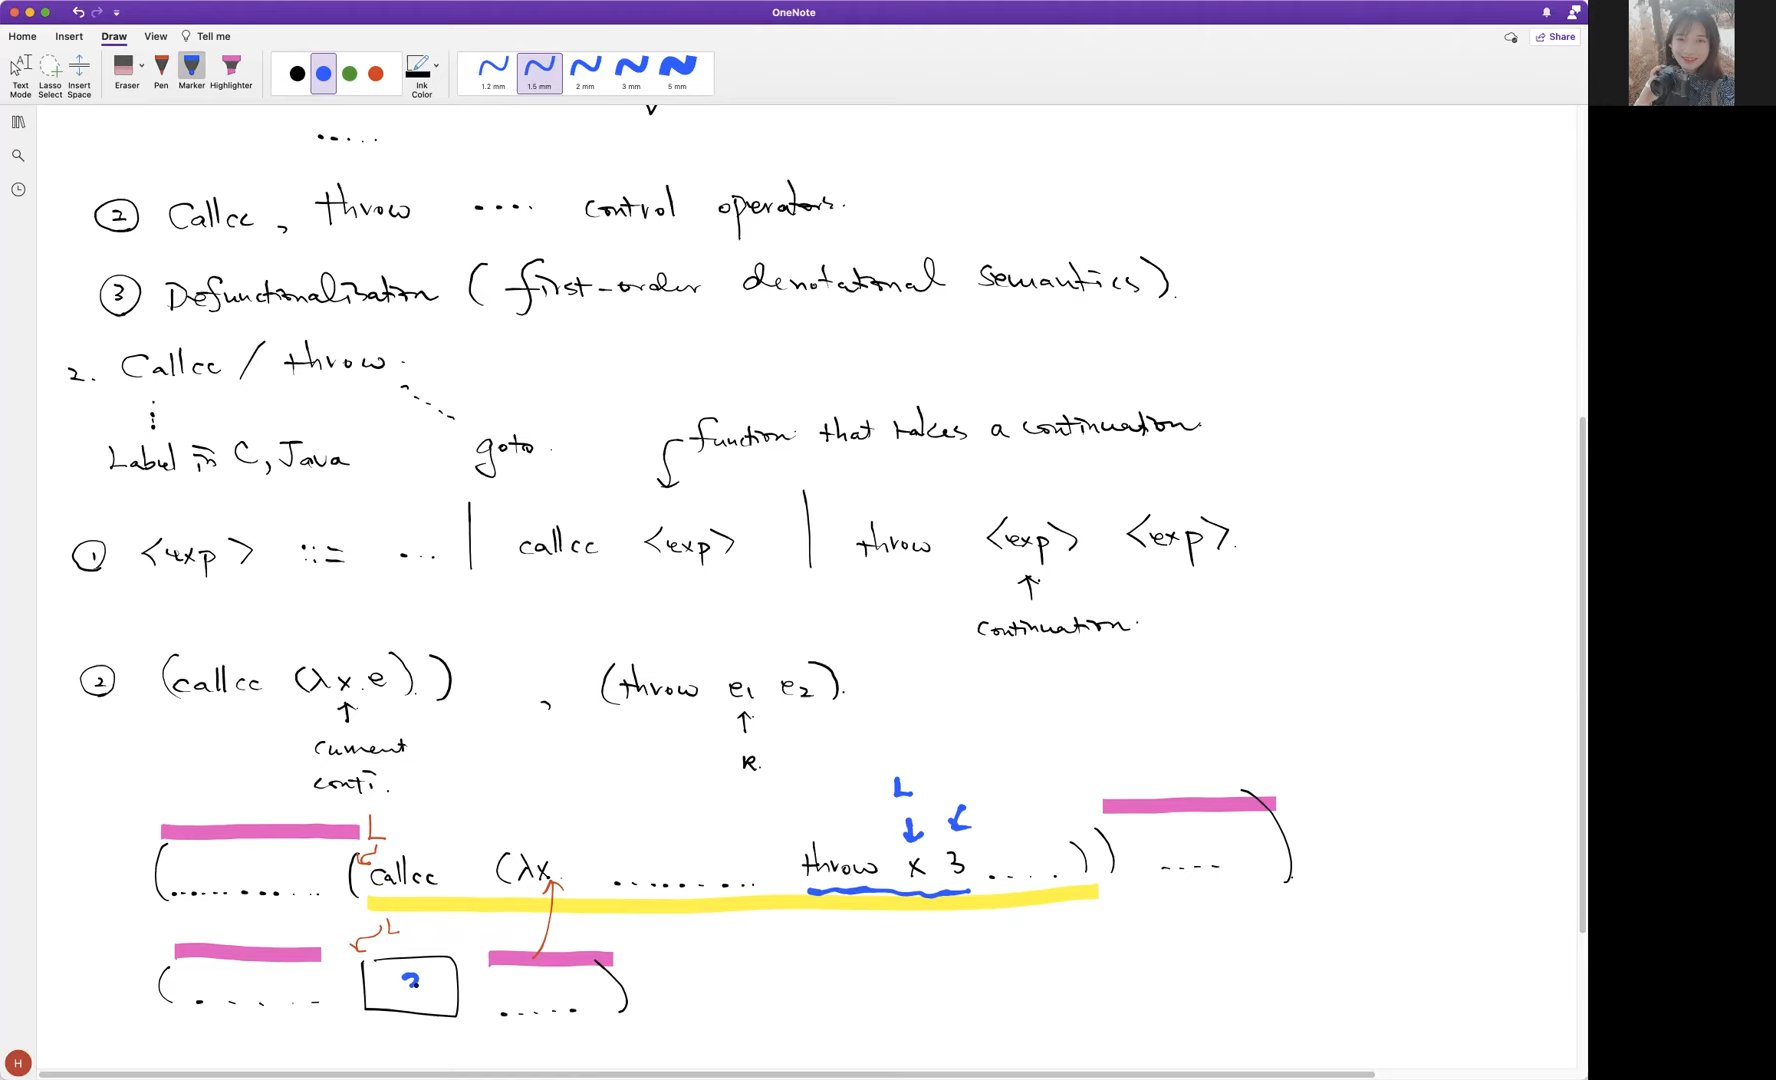 OneNote
Home Insert Draw View Tell me
Share
Text Mode
Lasso Select
Insert Space
Eraser
Pen
Marker
Highlighter
Ink Color
1.2 mm
1.5 mm
2 mm
3 mm
5 mm
.....
② Callcc, throw .... control operators.
③ Defunctionalization (first-order denotational semantics).
2. Callcc / throw.
Label in C, Java goto.
function that takes a continuation.
① <exp> ::= ... | callcc <exp> | throw <exp> <exp>.
↑
Continuation.
② (callcc (λx.e).) , (throw e₁ e₂).
↑ ↑
current K.
conti.
L L
(.......... (callcc (λx. .......... throw x 3 .....)) ....)
L
( ..... ? ..... )
H